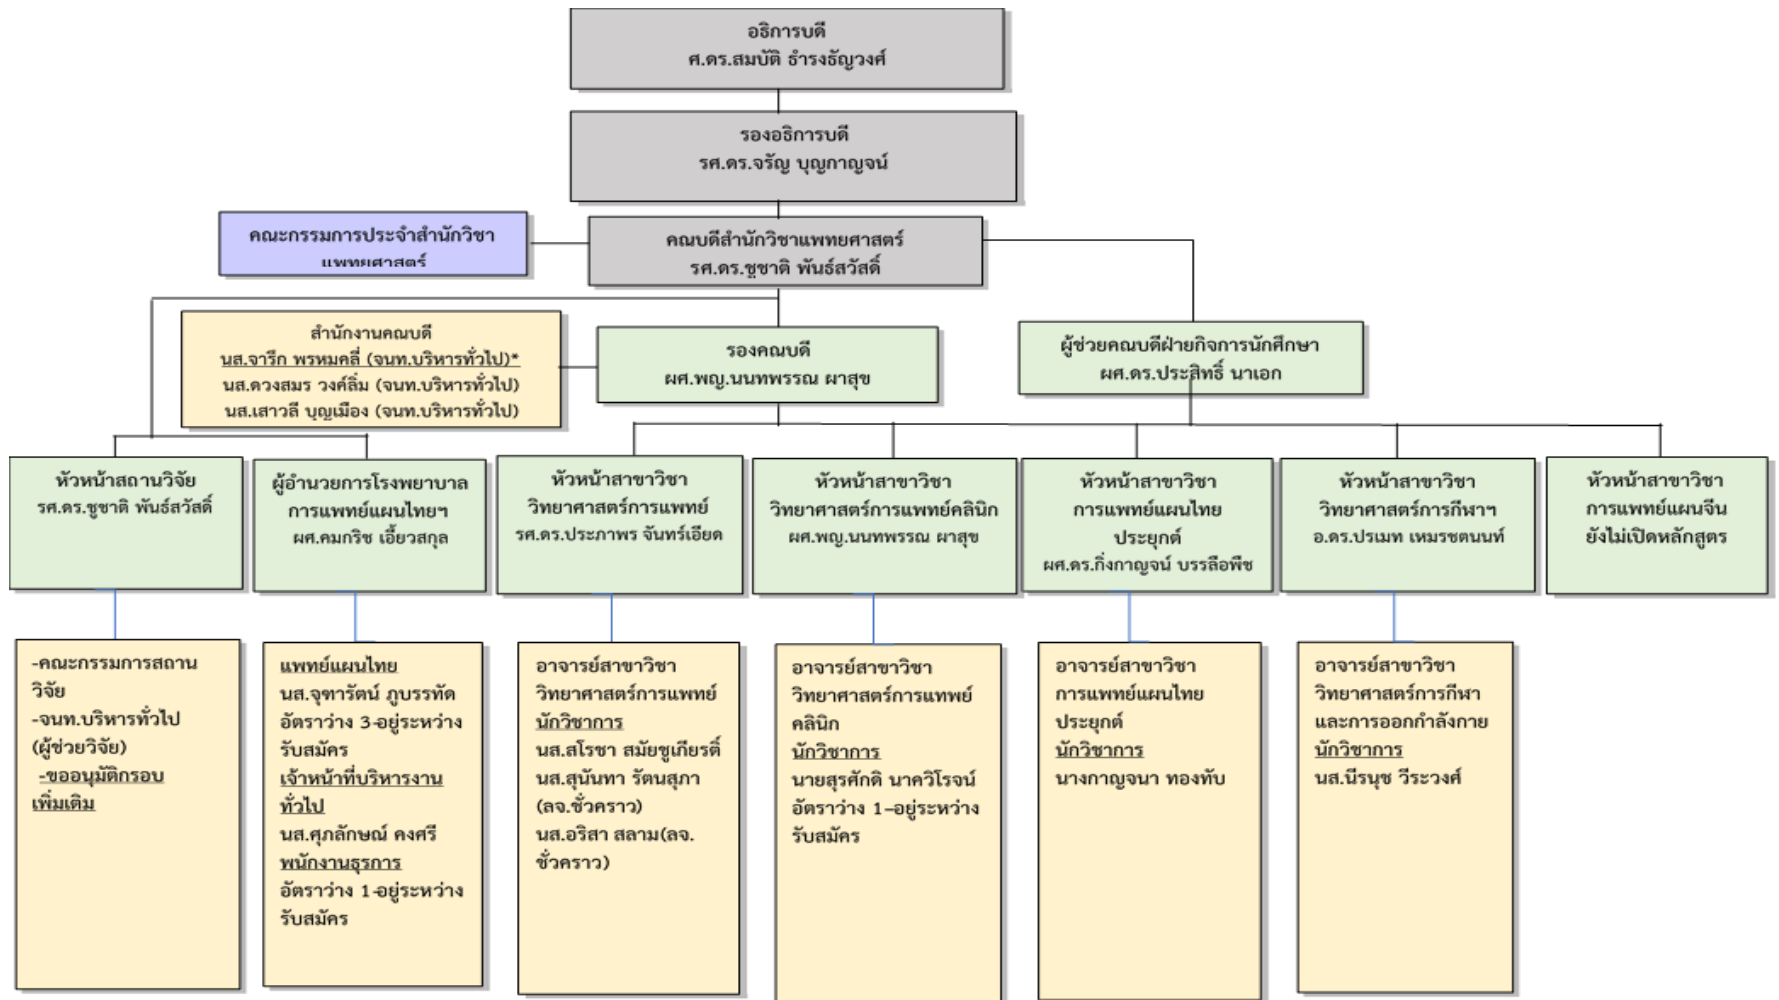 อธิการบดี
ศ.ดร.สมบัติ ธำรงธัญวงศ์
รองอธิการบดี
รศ.ดร.จรัญ บุญกาญจน์
คณะกรรมการประจำสำนักวิชา
แพทยศาสตร์
คณบดีสำนักวิชาแพทยศาสตร์
รศ.ดร.ชูชาติ พันธ์สวัสดิ์
สำนักงานคณบดี
นส.จารึก พรหมคลี่ (จนท.บริหารทั่วไป)*
นส.ดวงสมร วงค์ลิ่ม (จนท.บริหารทั่วไป)
นส.เสาวลี บุญเมือง (จนท.บริหารทั่วไป)
รองคณบดี
ผศ.พญ.นนทพรรณ ผาสุข
ผู้ช่วยคณบดีฝ่ายกิจการนักศึกษา
ผศ.ดร.ประสิทธิ์ นาเอก
หัวหน้าสถานวิจัย
รศ.ดร.ชูชาติ พันธ์สวัสดิ์
ผู้อำนวยการโรงพยาบาล
การแพทย์แผนไทยฯ
ผศ.คมกริช เอี้ยวสกุล
หัวหน้าสาขาวิชา
วิทยาศาสตร์การแพทย์
รศ.ดร.ประภาพร จันทร์เอียด
หัวหน้าสาขาวิชา
วิทยาศาสตร์การแพทย์คลินิก
ผศ.พญ.นนทพรรณ ผาสุข
หัวหน้าสาขาวิชา
การแพทย์แผนไทย
ประยุกต์
ผศ.ดร.กิ่งกาญจน์ บรรลือพืช
หัวหน้าสาขาวิชา
วิทยาศาสตร์การกีฬาฯ
อ.ดร.ปรเมท เหมรชตนนท์
หัวหน้าสาขาวิชา
การแพทย์แผนจีน
ยังไม่เปิดหลักสูตร
-คณะกรรมการสถาน
วิจัย
-จนท.บริหารทั่วไป
(ผู้ช่วยวิจัย)
-ขออนุมัติกรอบ
เพิ่มเติม
แพทย์แผนไทย
นส.จุฑารัตน์ ภูบรรทัด
อัตราว่าง 3-อยู่ระหว่าง
รับสมัคร
เจ้าหน้าที่บริหารงาน
ทั่วไป
นส.ศุภลักษณ์ คงศรี
พนักงานธุรการ
อัตราว่าง 1-อยู่ระหว่าง
รับสมัคร
อาจารย์สาขาวิชา
วิทยาศาสตร์การแพทย์
นักวิชาการ
นส.สโรชา สมัยชูเกียรติ์
นส.สุนันทา รัตนสุภา
(ลจ.ชั่วคราว)
นส.อริสา สลาม(ลจ.
ชั่วคราว)
อาจารย์สาขาวิชา
วิทยาศาสตร์การแทพย์
คลินิก
นักวิชาการ
นายสุรศักดิ นาควิโรจน์
อัตราว่าง 1–อยู่ระหว่าง
รับสมัคร
อาจารย์สาขาวิชา
การแพทย์แผนไทย
ประยุกต์
นักวิชาการ
นางกาญจนา ทองทับ
อาจารย์สาขาวิชา
วิทยาศาสตร์การกีฬา
และการออกกำลังกาย
นักวิชาการ
นส.นีรนุช วีระวงศ์